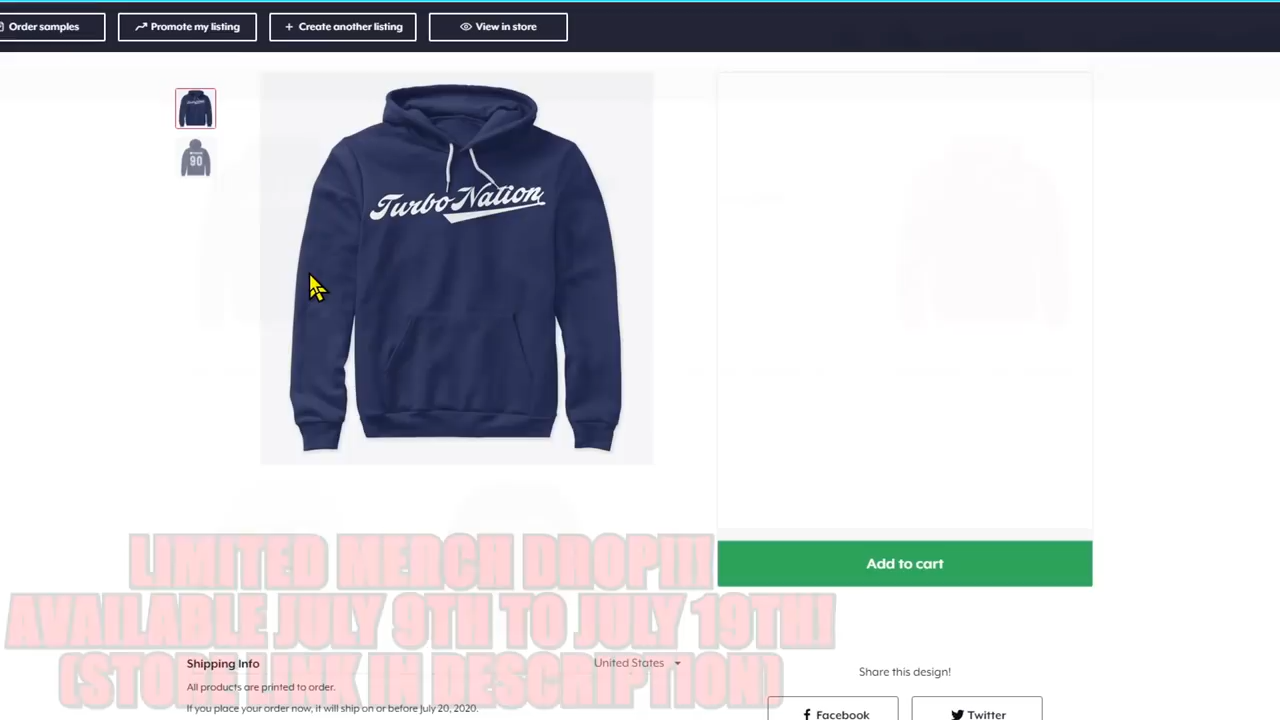 Order samples
Promote my listing
Create another listing
View in store
Turbo Nation
90
Add to cart
LIMITED MERCH DROP!!!
AVAILABLE JULY 9TH TO JULY 19TH!
(STORE LINK IN DESCRIPTION)
Shipping Info
United States
All products are printed to order.
If you place your order now, it will ship on or before July 20, 2020.
Share this design!
Facebook
Twitter